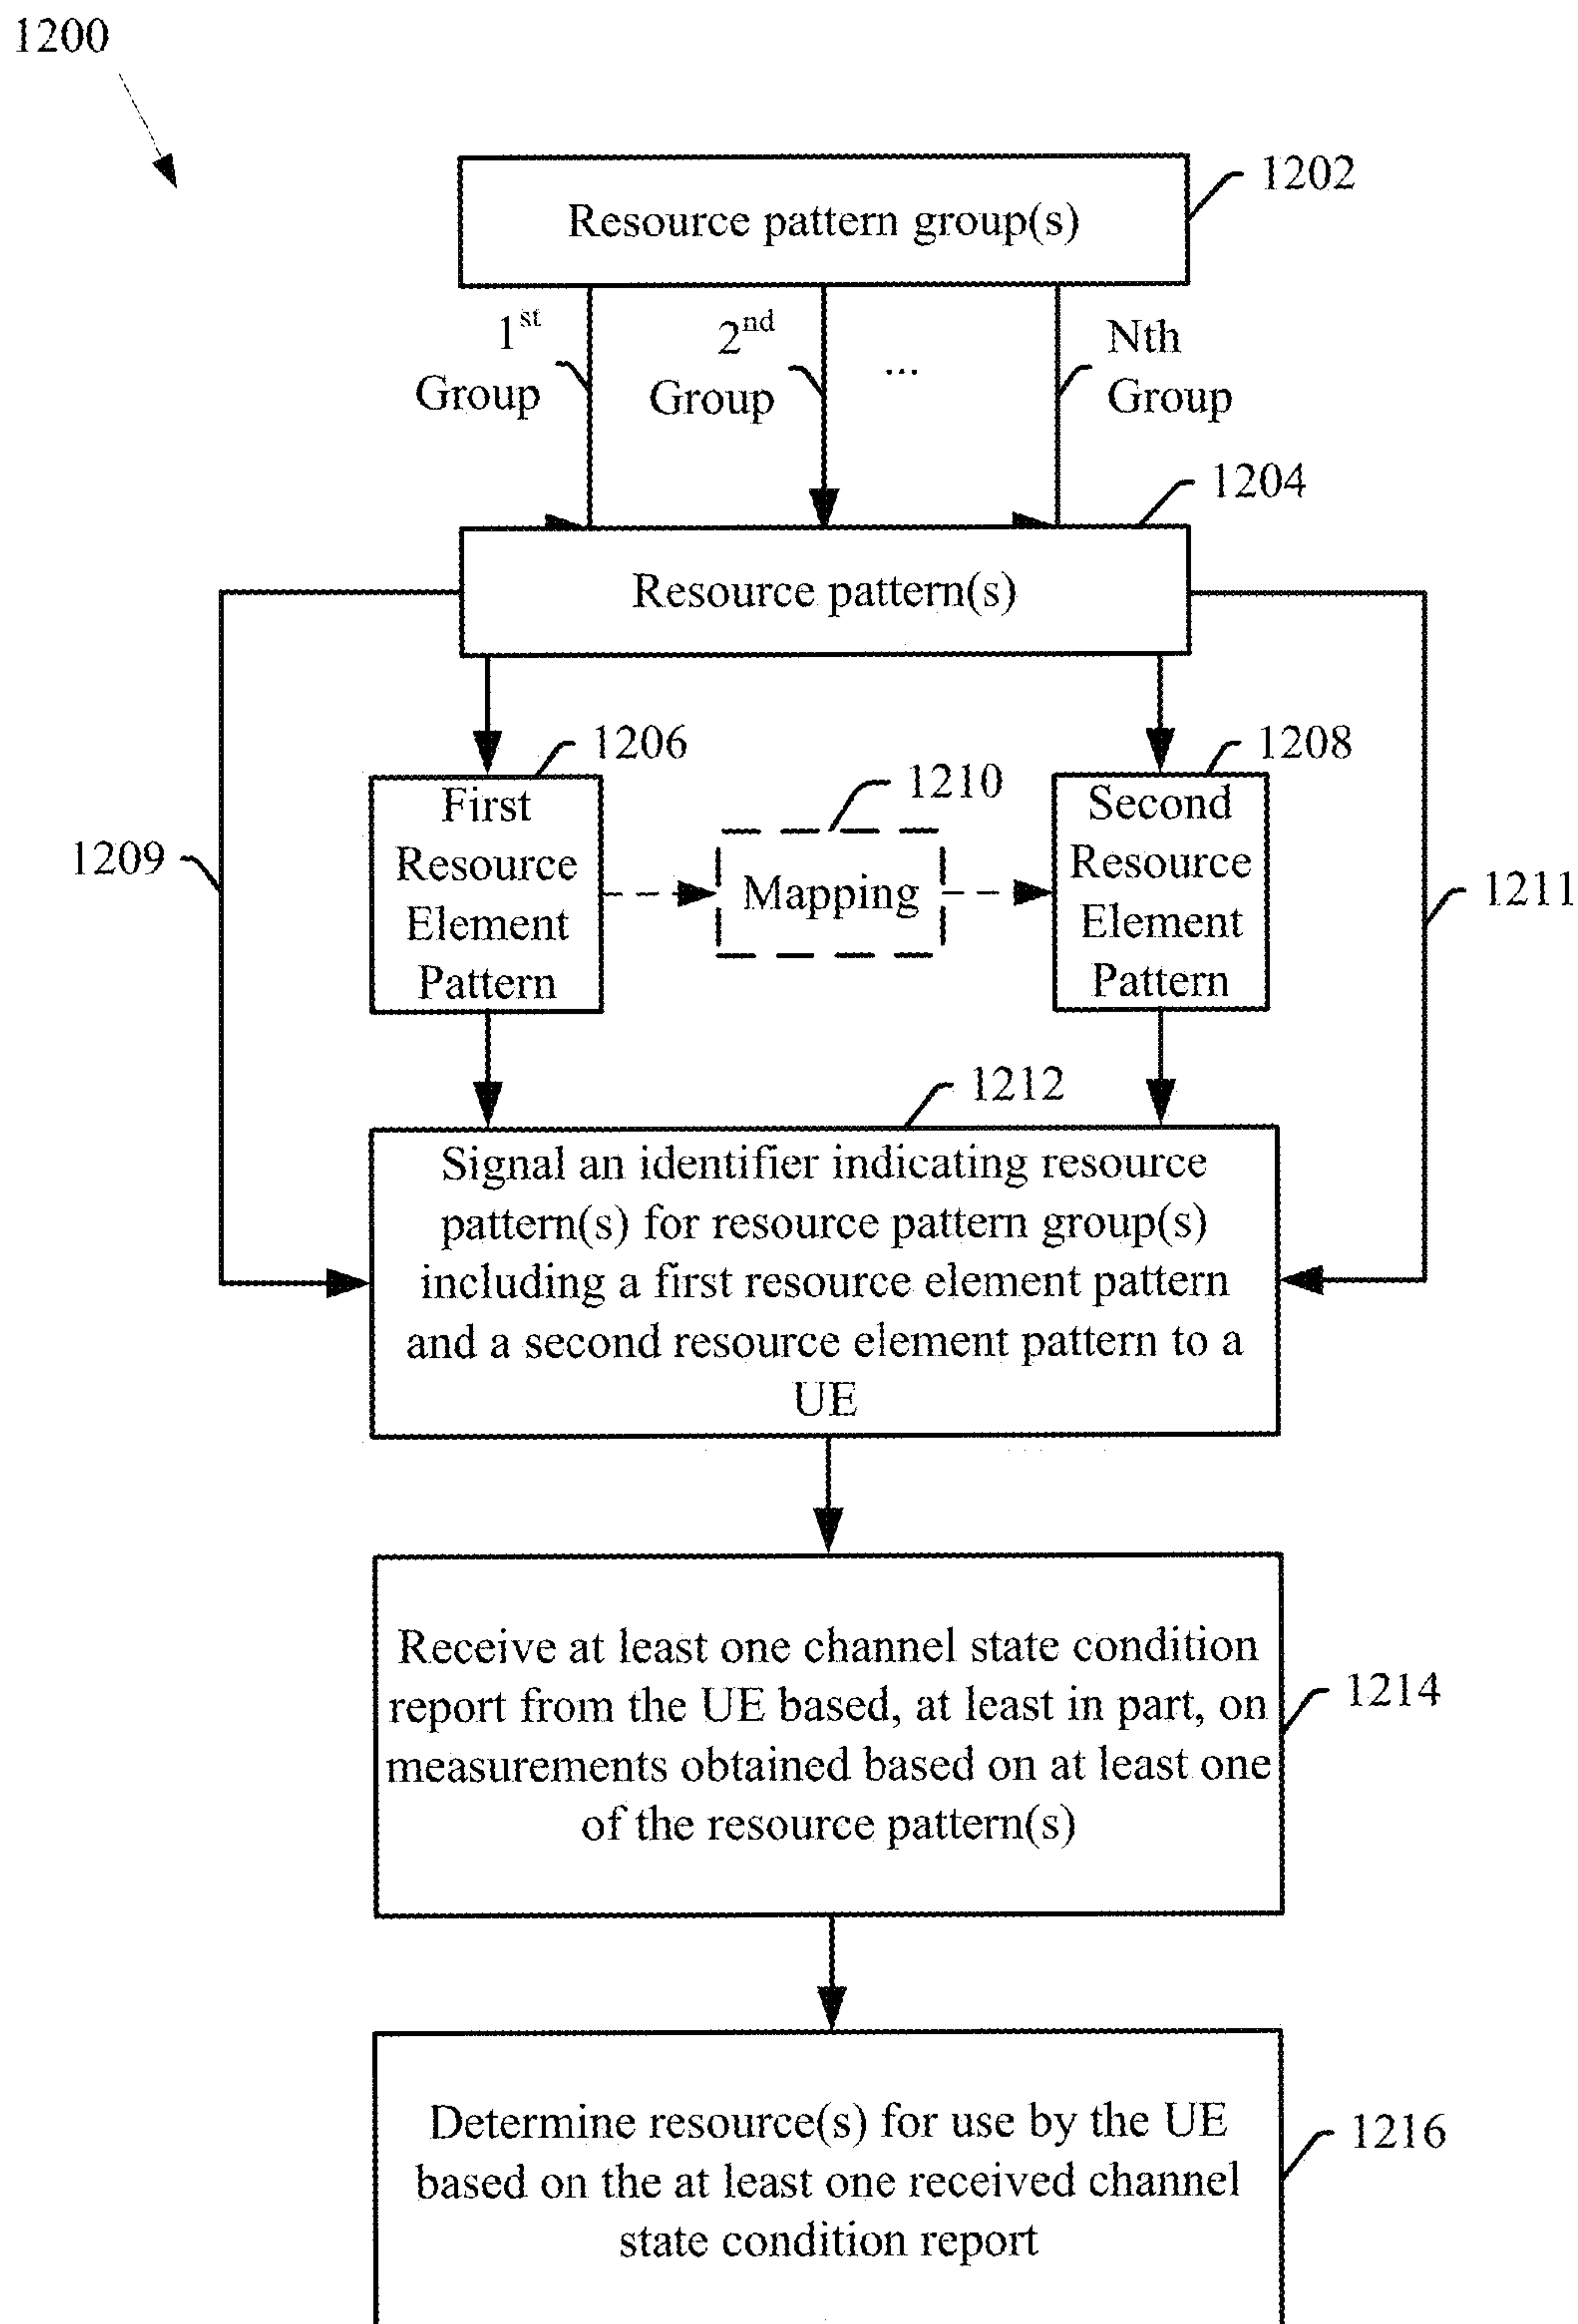 1200
1202
Resource pattern group(s)
1st
Group
2nd
Group
...
Nth
Group
1204
Resource pattern(s)
1206
1208
1210
First
Resource
Element
Pattern
Mapping
Second
Resource
Element
Pattern
1209
1211
1212
Signal an identifier indicating resource
pattern(s) for resource pattern group(s)
including a first resource element pattern
and a second resource element pattern to a
UE
Receive at least one channel state condition
report from the UE based, at least in part, on
measurements obtained based on at least one
of the resource pattern(s)
1214
Determine resource(s) for use by the UE
based on the at least one received channel
state condition report
1216